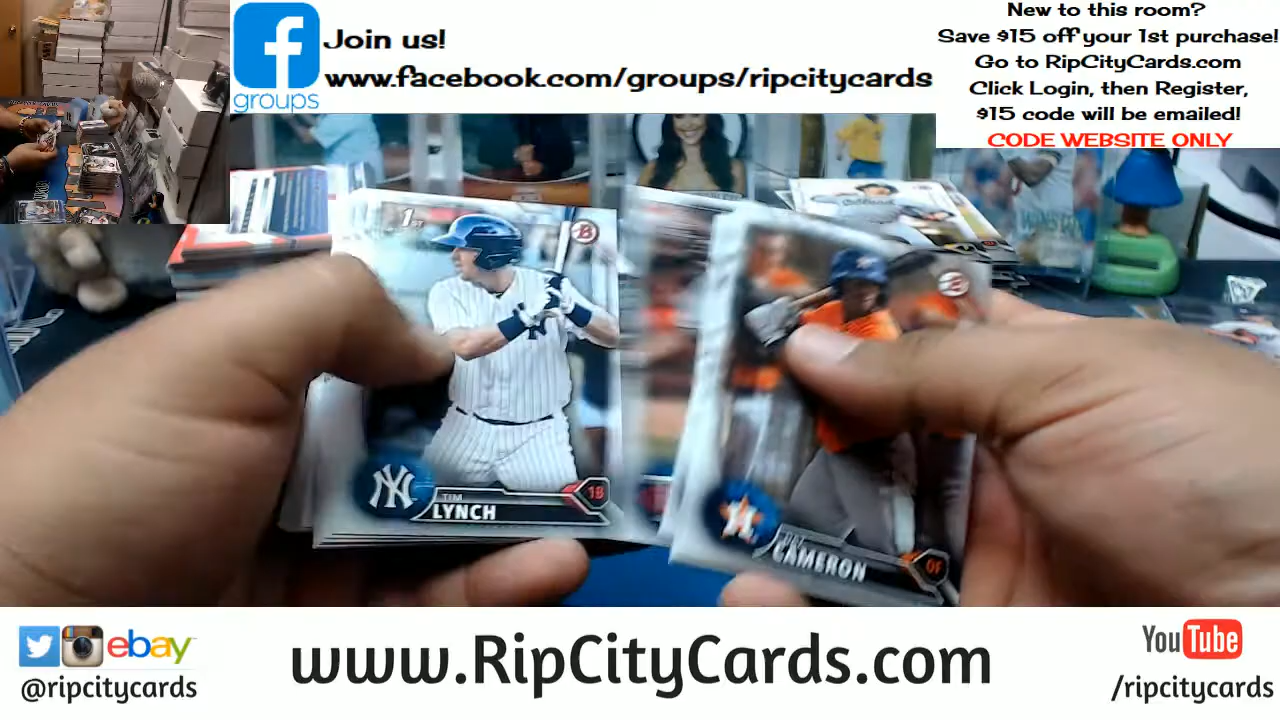 Join us!
www.facebook.com/groups/ripcitycards
groups
New to this room?
Save $15 off your 1st purchase!
Go to RipCityCards.com
Click Login, then Register,
$15 code will be emailed!
CODE WEBSITE ONLY
1st
B
NY
TIM
LYNCH
1B
H
CAMERON
OF
ebay
@ripcitycards
www.RipCityCards.com
YouTube
/ripcitycards